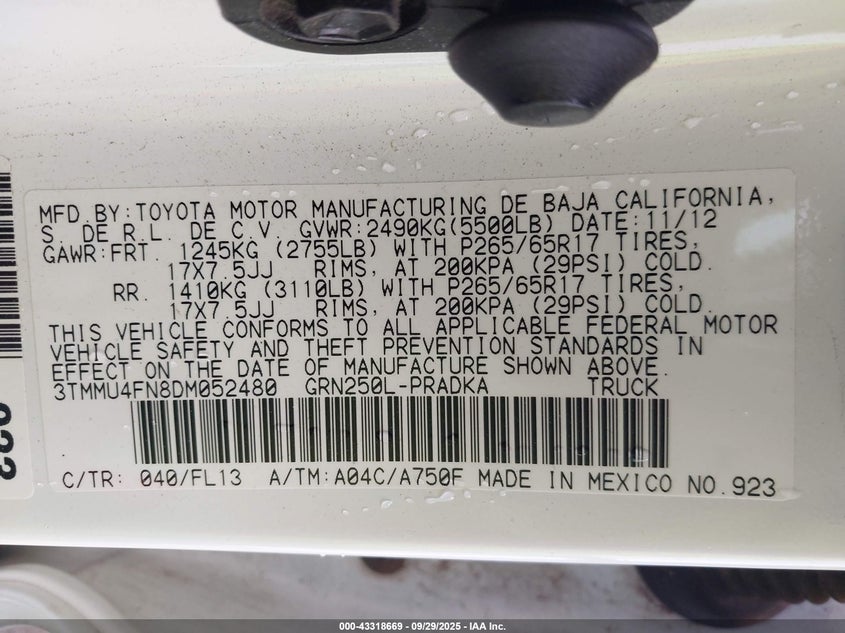 MFD.BY:TOYOTA MOTOR MANUFACTURING DE BAJA CALIFORNIA,
S. DE R.L. DE C.V. GVWR:2490KG(5500LB) DATE:11/12
GAWR:FRT. 1245KG (2755LB) WITH P265/65R17 TIRES,
17X7.5JJ RIMS, AT 200KPA (29PSI) COLD.
RR. 1410KG (3110LB) WITH P265/65R17 TIRES,
17X7.5JJ RIMS, AT 200KPA (29PSI) COLD.
THIS VEHICLE CONFORMS TO ALL APPLICABLE FEDERAL MOTOR
VEHICLE SAFETY AND THEFT PREVENTION STANDARDS IN
EFFECT ON THE DATE OF MANUFACTURE SHOWN ABOVE.
3TMMU4FN8DM052480 GRN250L-PRADKA TRUCK
C/TR: 040/FL13 A/TM:A04C/A750F MADE IN MEXICO NO.923
000-43318669 - 09/29/2025 - IAA Inc.